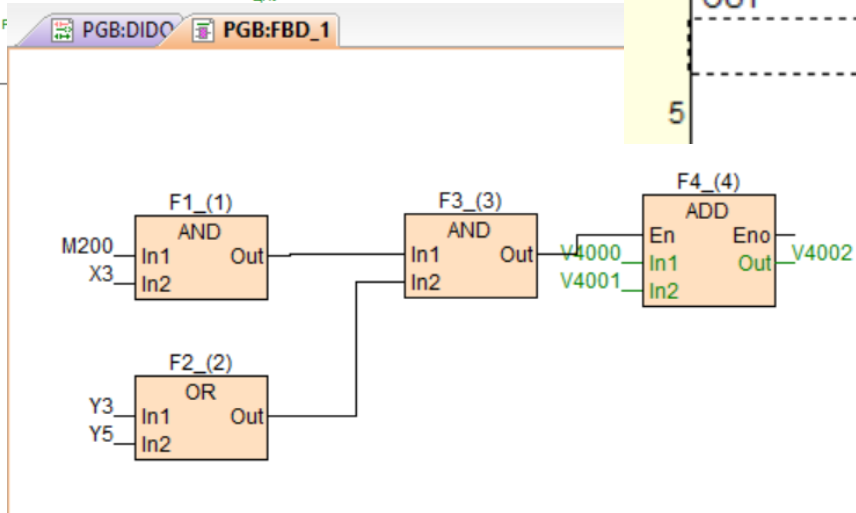 PGB:DIDO PGB:FBD_1
5
F1_(1)
AND
M200 In1 Out
X3 In2
F3_(3)
AND
In1 Out
In2
F4_(4)
ADD
En Eno
V4000 In1 Out V4002
V4001 In2
F2_(2)
OR
Y3 In1 Out
Y5 In2